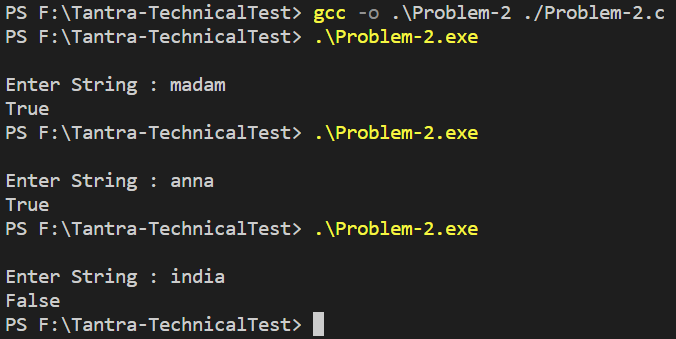 PS F:\Tantra-TechnicalTest> gcc -o .\Problem-2 ./Problem-2.c
PS F:\Tantra-TechnicalTest> .\Problem-2.exe
Enter String : madam
True
PS F:\Tantra-TechnicalTest> .\Problem-2.exe
Enter String : anna
True
PS F:\Tantra-TechnicalTest> .\Problem-2.exe
Enter String : india
False
PS F:\Tantra-TechnicalTest>